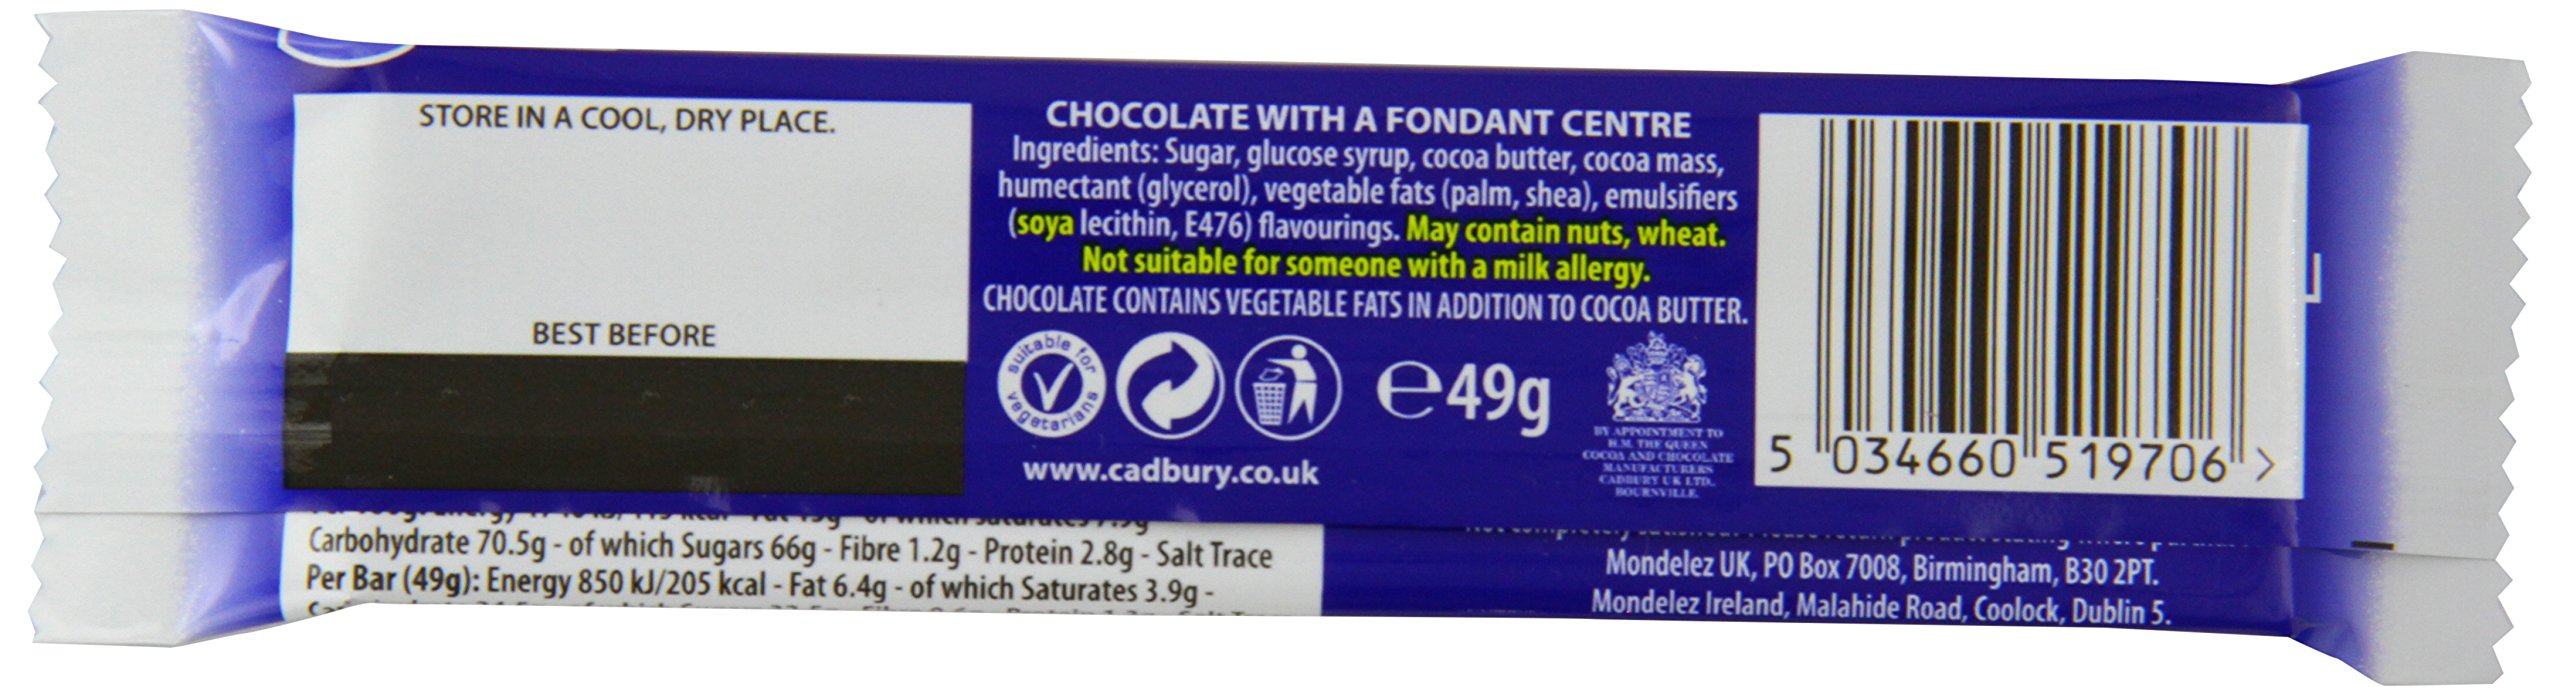 STORE IN A COOL, DRY PLACE.
BEST BEFORE
CHOCOLATE WITH A FONDANT CENTRE
Ingredients: Sugar, glucose syrup, cocoa butter, cocoa mass,
humectant (glycerol), vegetable fats (palm, shea), emulsifiers
(soya lecithin, E476) flavourings. May contain nuts, wheat.
Not suitable for someone with a milk allergy.
CHOCOLATE CONTAINS VEGETABLE FATS IN ADDITION TO COCOA BUTTER.
suitable for vegetarians
e49g
www.cadbury.co.uk
BY APPOINTMENT TO
H.M. THE QUEEN
COCOA AND CHOCOLATE
MANUFACTURERS
CADBURY UK LTD.,
BOURNVILLE.
5 034660 519706 >
Carbohydrate 70.5g - of which Sugars 66g - Fibre 1.2g - Protein 2.8g - Salt Trace
Per Bar (49g): Energy 850 kJ/205 kcal - Fat 6.4g - of which Saturates 3.9g -
Mondelez UK, PO Box 7008, Birmingham, B30 2PT.
Mondelez Ireland, Malahide Road, Coolock, Dublin 5.